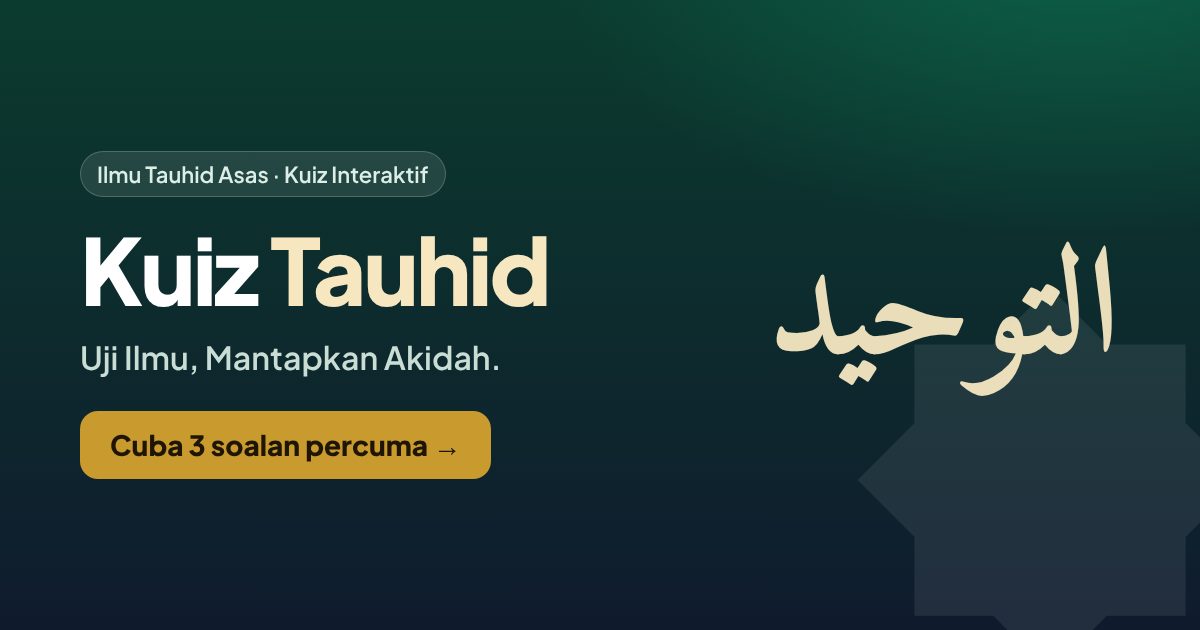 Ilmu Tauhid Asas · Kuiz Interaktif
Kuiz Tauhid
Uji Ilmu, Mantapkan Akidah.
Cuba 3 soalan percuma →
التوحيد